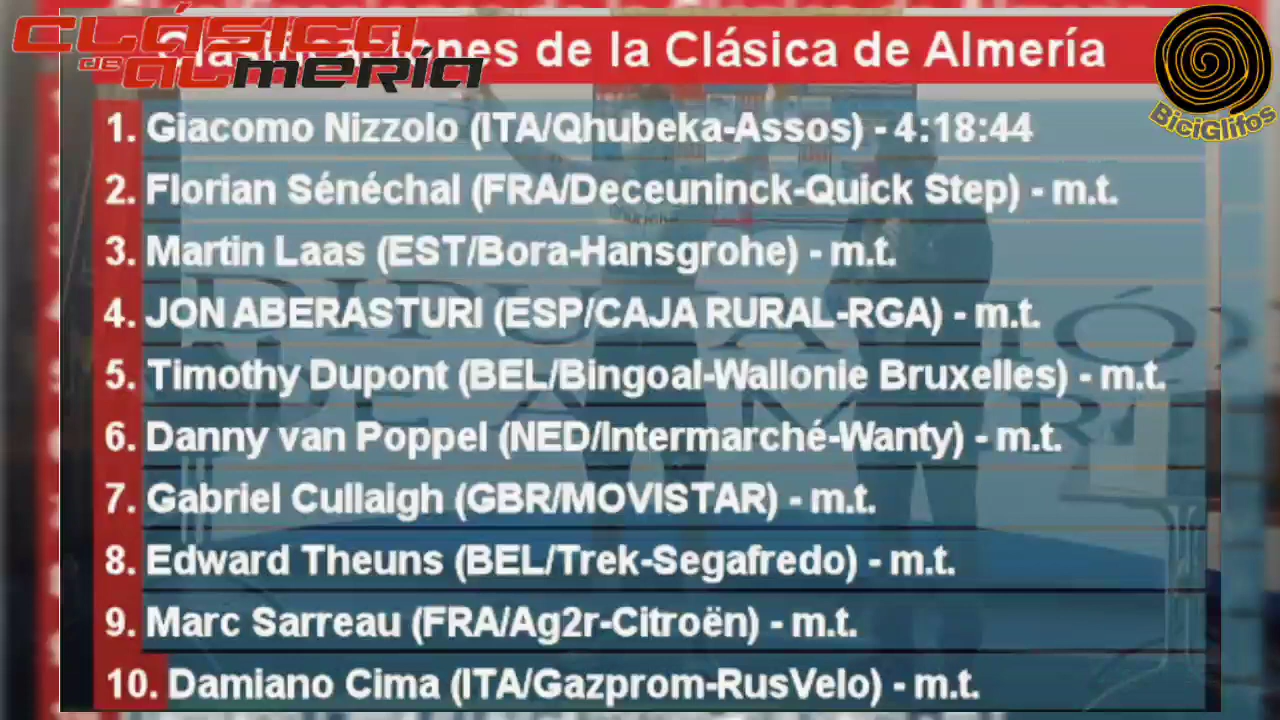 CLÁSICA
DE ALMERÍA
nes de la Clásica de Almería
BiciGlifos
1. Giacomo Nizzolo (ITA/Qhubeka-Assos) - 4:18:44
2. Florian Sénéchal (FRA/Deceuninck-Quick Step) - m.t.
3. Martin Laas (EST/Bora-Hansgrohe) - m.t.
4. JON ABERASTURI (ESP/CAJA RURAL-RGA) - m.t.
5. Timothy Dupont (BEL/Bingoal-Wallonie Bruxelles) - m.t.
6. Danny van Poppel (NED/Intermarché-Wanty) - m.t.
7. Gabriel Cullaigh (GBR/MOVISTAR) - m.t.
8. Edward Theuns (BEL/Trek-Segafredo) - m.t.
9. Marc Sarreau (FRA/Ag2r-Citroën) - m.t.
10. Damiano Cima (ITA/Gazprom-RusVelo) - m.t.